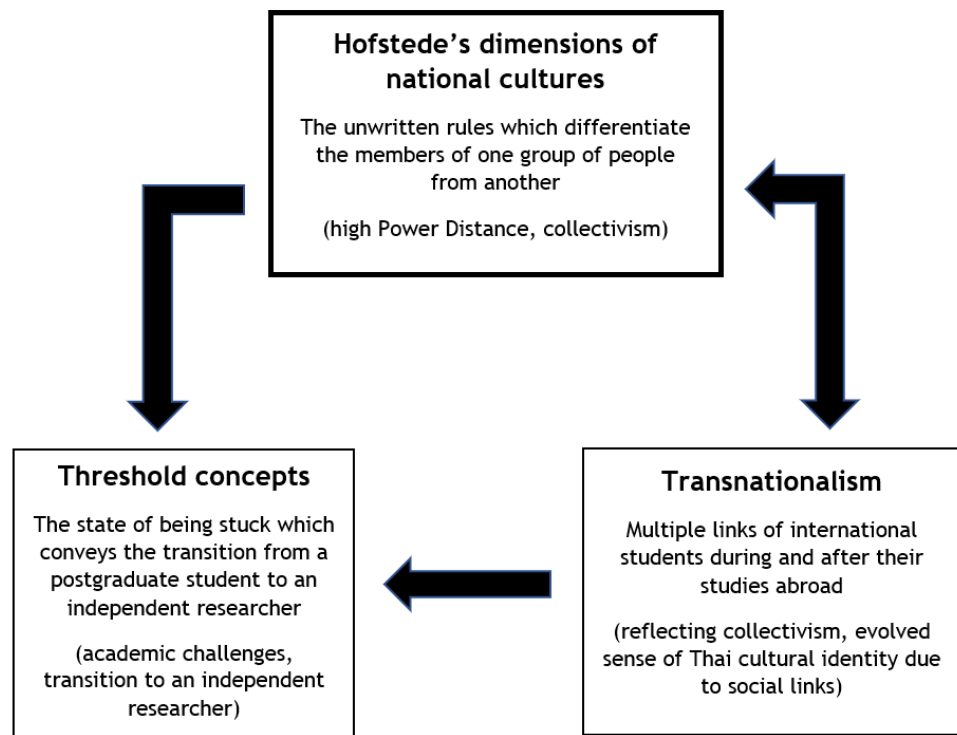 Hofstede's dimensions of
national cultures
The unwritten rules which differentiate
the members of one group of people
from another
(high Power Distance, collectivism)
Threshold concepts
The state of being stuck which
conveys the transition from a
postgraduate student to an
independent researcher
(academic challenges,
transition to an independent
researcher)
Transnationalism
Multiple links of international
students during and after their
studies abroad
(reflecting collectivism, evolved
sense of Thai cultural identity due
to social links)